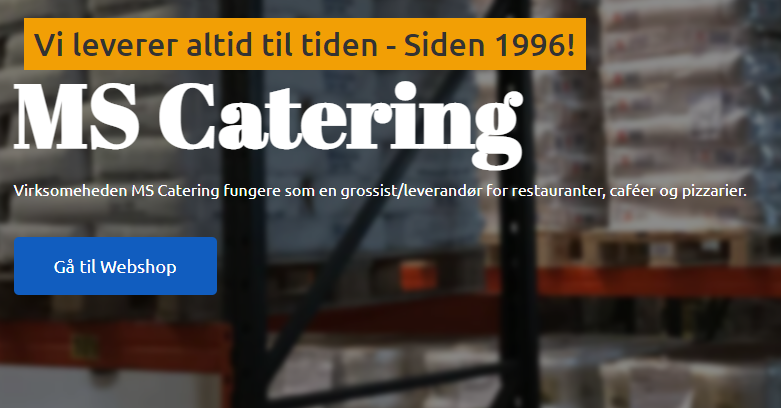 Vi leverer altid til tiden - Siden 1996!
MS Catering
Virksomeheden MS Catering fungere som en grossist/leverandør for restauranter, caféer og pizzarier.
Gå til Webshop